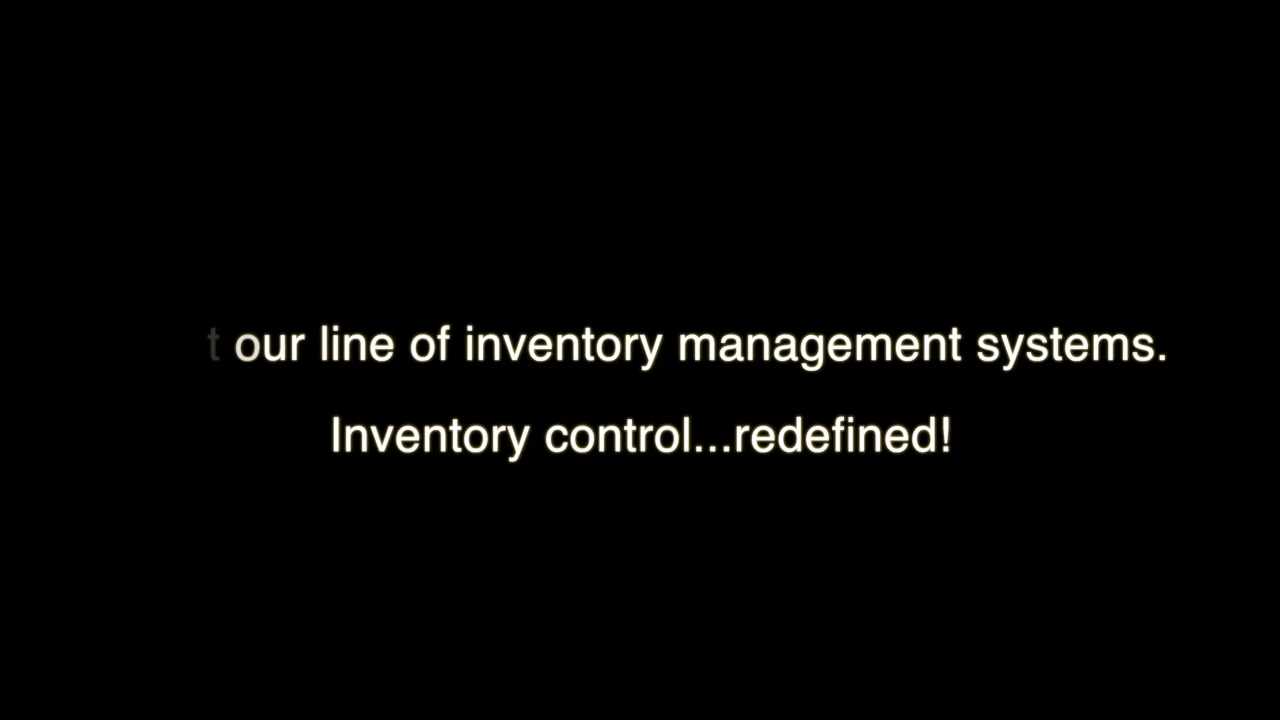 t our line of inventory management systems.
Inventory control...redefined!